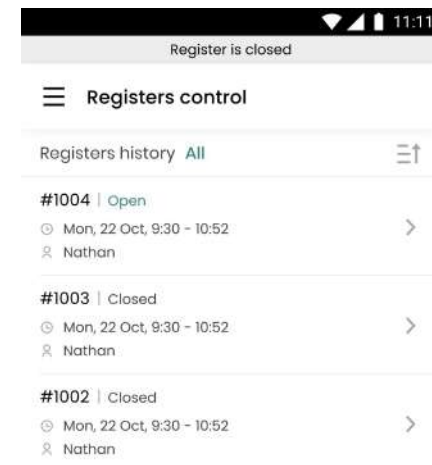 11:11
Register is closed
Registers control
Registers history All
#1004 | Open
Mon, 22 Oct, 9:30 - 10:52
Nathan
#1003 | Closed
Mon, 22 Oct, 9:30 - 10:52
Nathan
#1002 | Closed
Mon, 22 Oct, 9:30 - 10:52
Nathan